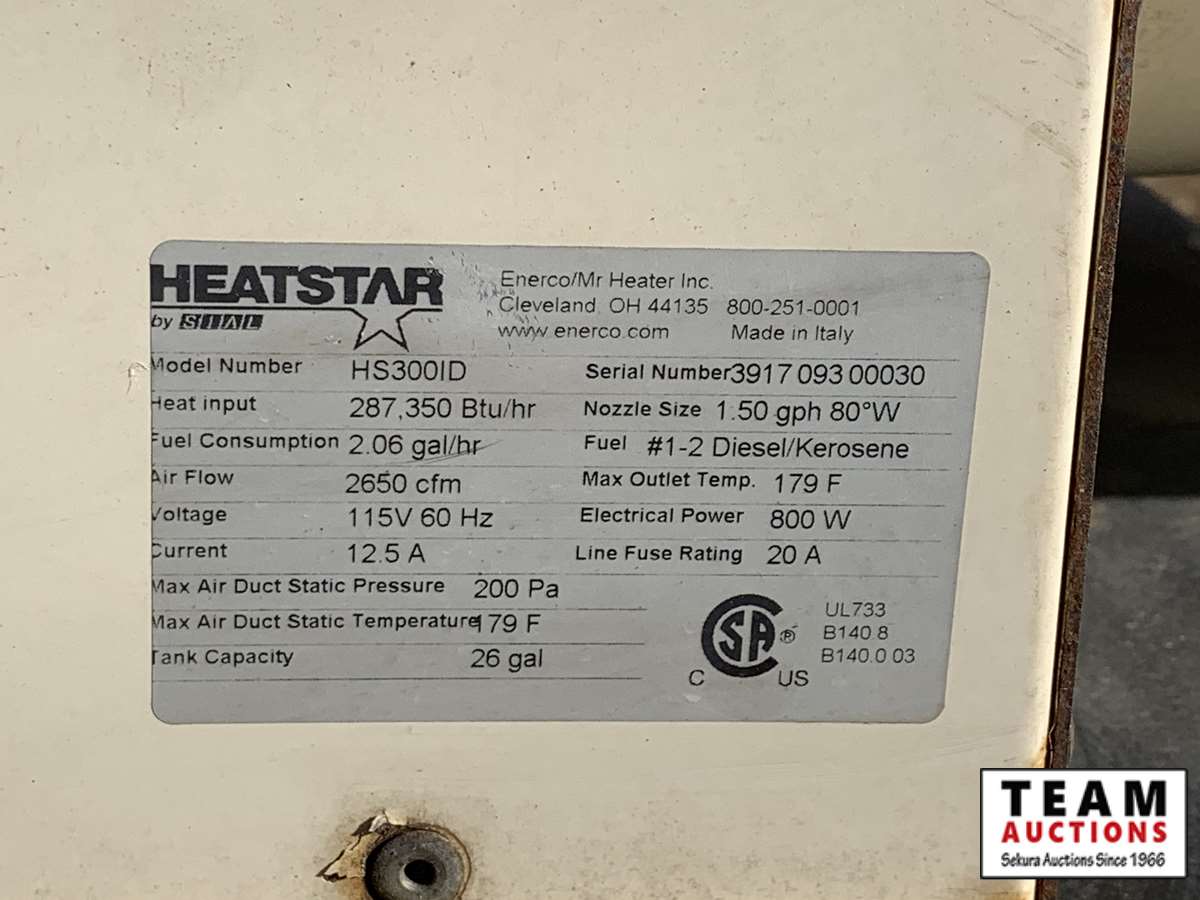 HEATSTAR
by SIAL
Enerco/Mr Heater Inc.
Cleveland OH 44135 800-251-0001
www.enerco.com Made in Italy
Model Number HS300ID Serial Number 3917 093 00030
Heat input 287,350 Btu/hr Nozzle Size 1.50 gph 80°W
Fuel Consumption 2.06 gal/hr Fuel #1-2 Diesel/Kerosene
Air Flow 2650 cfm Max Outlet Temp. 179 F
Voltage 115V 60 Hz Electrical Power 800 W
Current 12.5 A Line Fuse Rating 20 A
Max Air Duct Static Pressure 200 Pa
Max Air Duct Static Temperature 179 F
Tank Capacity 26 gal
CSA ®
C US
UL733
B140.8
B140.0 03
TEAM
AUCTIONS
Sekura Auctions Since 1966